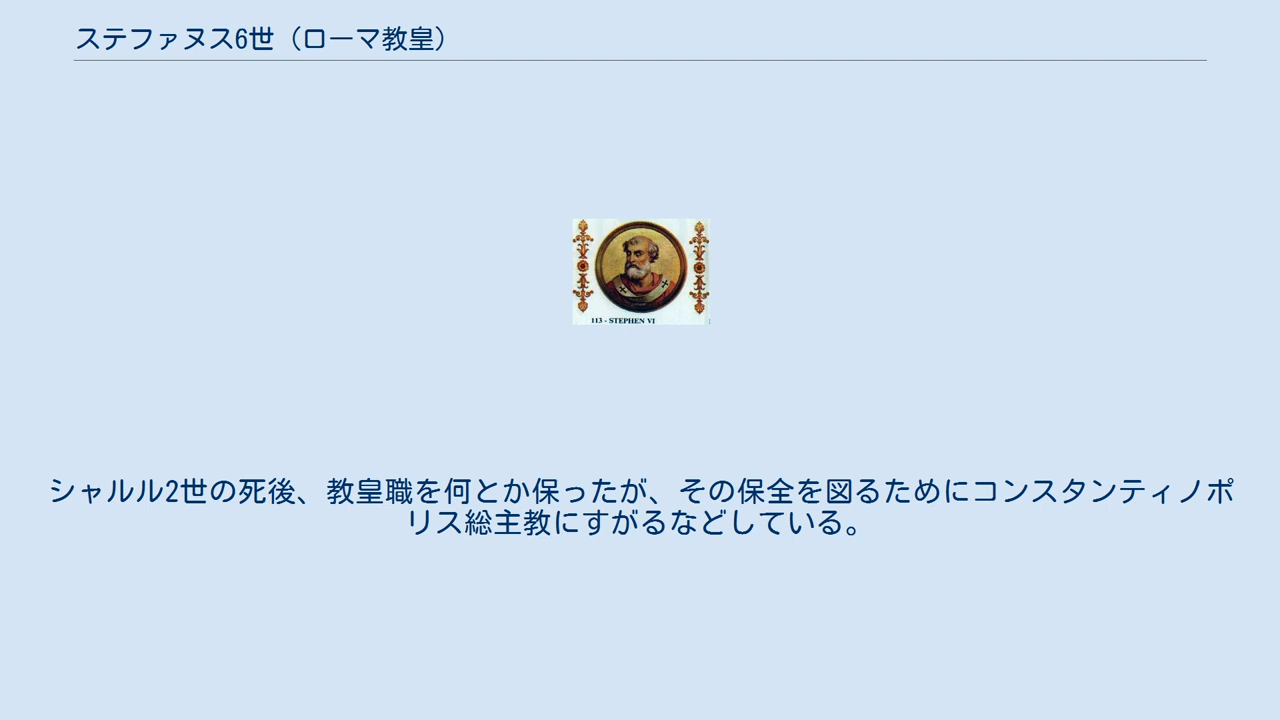 ステファヌス6世（ローマ教皇）
113 - STEPHEN VI
シャルル2世の死後、教皇職を何とか保ったが、その保全を図るためにコンスタンティノポ
リス総主教にすがるなどしている。